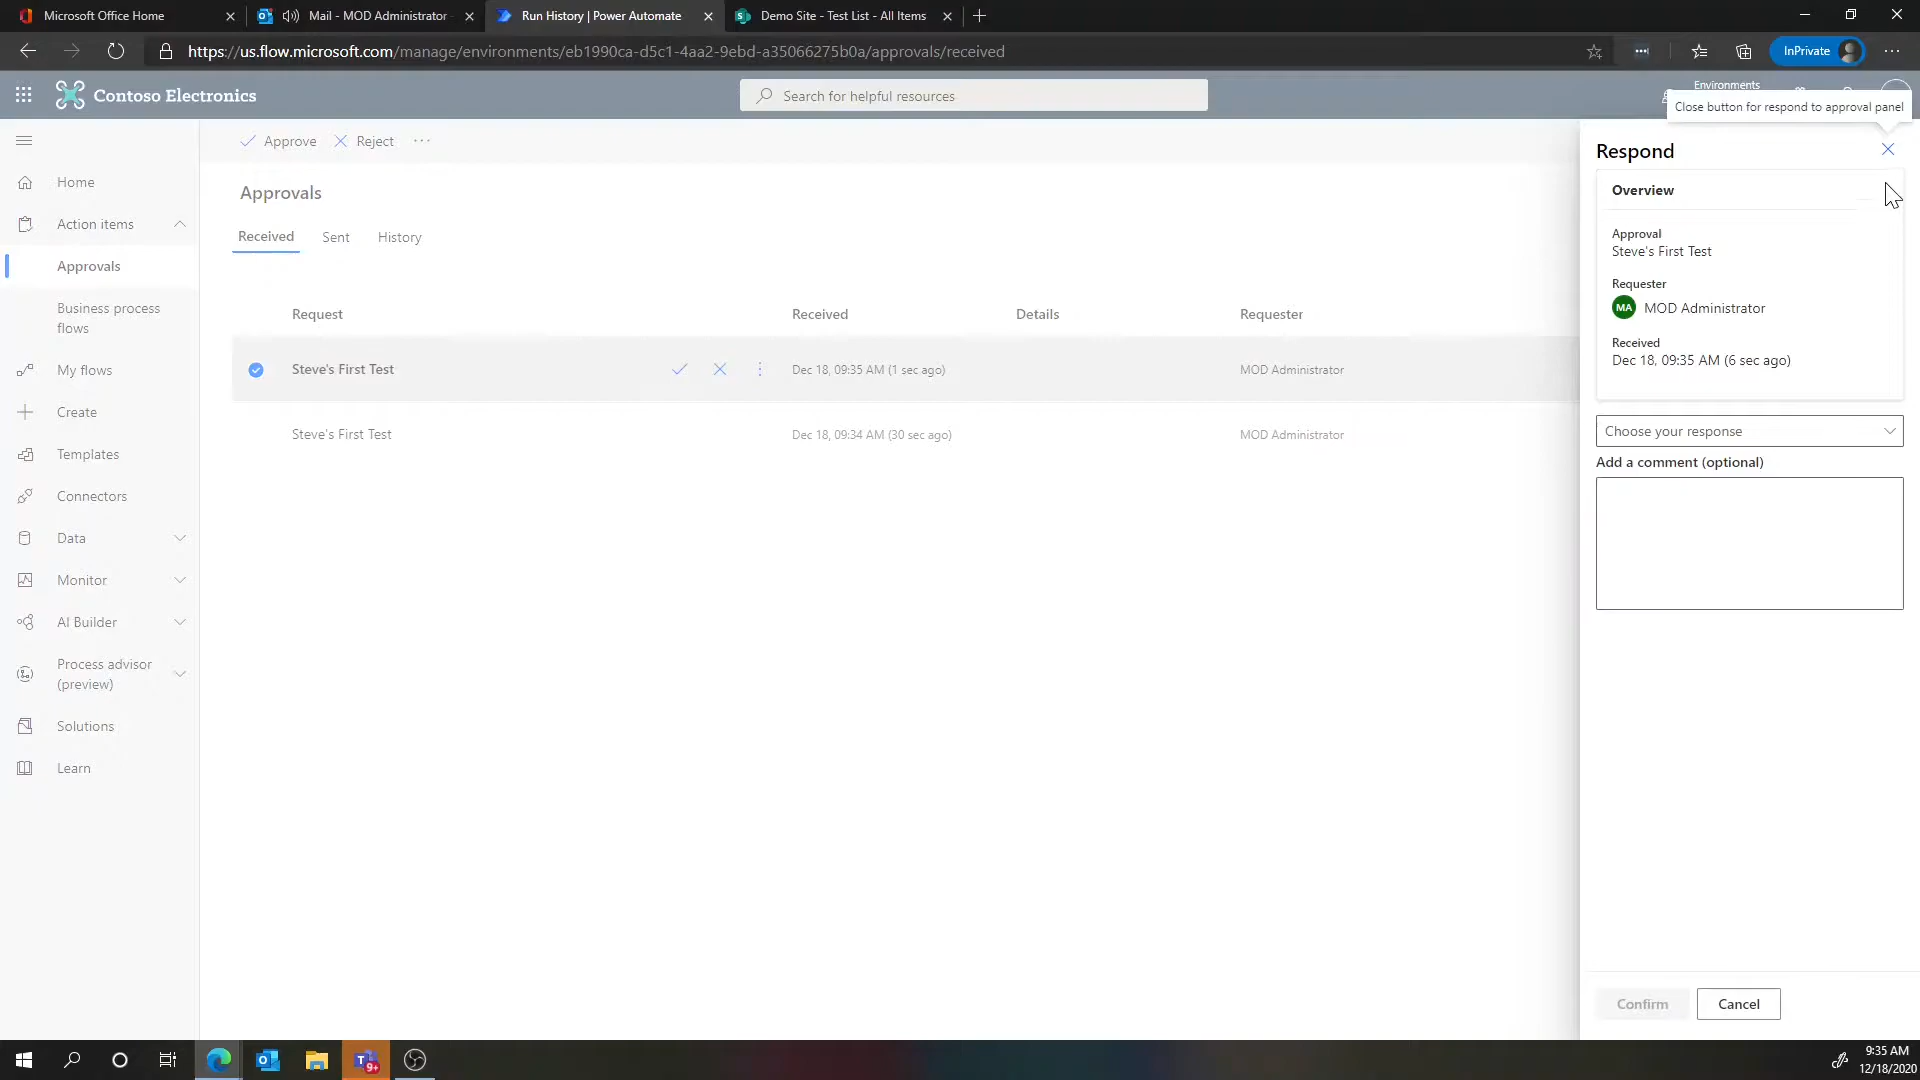 Microsoft Office Home
Mail - MOD Administrator
Run History | Power Automate
Demo Site - Test List - All Items
https://us.flow.microsoft.com/manage/environments/eb1990ca-d5c1-4aa2-9ebd-a35066275b0a/approvals/received
InPrivate
Contoso Electronics
Search for helpful resources
Environments
Close button for respond to approval panel
Home
Action items
Approvals
Business process
flows
My flows
Create
Templates
Connectors
Data
Monitor
AI Builder
Process advisor
(preview)
Solutions
Learn
Approve
Reject
Approvals
Received
Sent
History
Request
Received
Details
Requester
Steve's First Test
Dec 18, 09:35 AM (1 sec ago)
MOD Administrator
Steve's First Test
Dec 18, 09:34 AM (30 sec ago)
MOD Administrator
Respond
Overview
Approval
Steve's First Test
Requester
MA
MOD Administrator
Received
Dec 18, 09:35 AM (6 sec ago)
Choose your response
Add a comment (optional)
Confirm
Cancel
9+
9:35 AM
12/18/2020